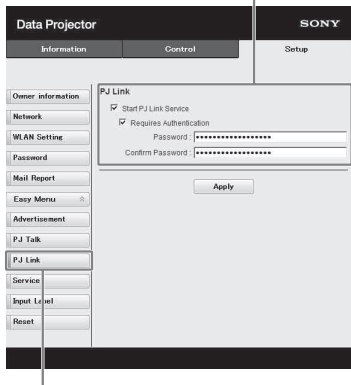 Data Projector
SONY
Information
Control
Setup
Owner information
Network
WLAN Setting
Password
Mail Report
Easy Menu
Advertisement
PJ Talk
PJ Link
Service
Input Label
Reset
PJ Link
Start PJ Link Service
Requires Authentication
Password : ••••••••••••••••••
Confirm Password : ••••••••••••••••••
Apply